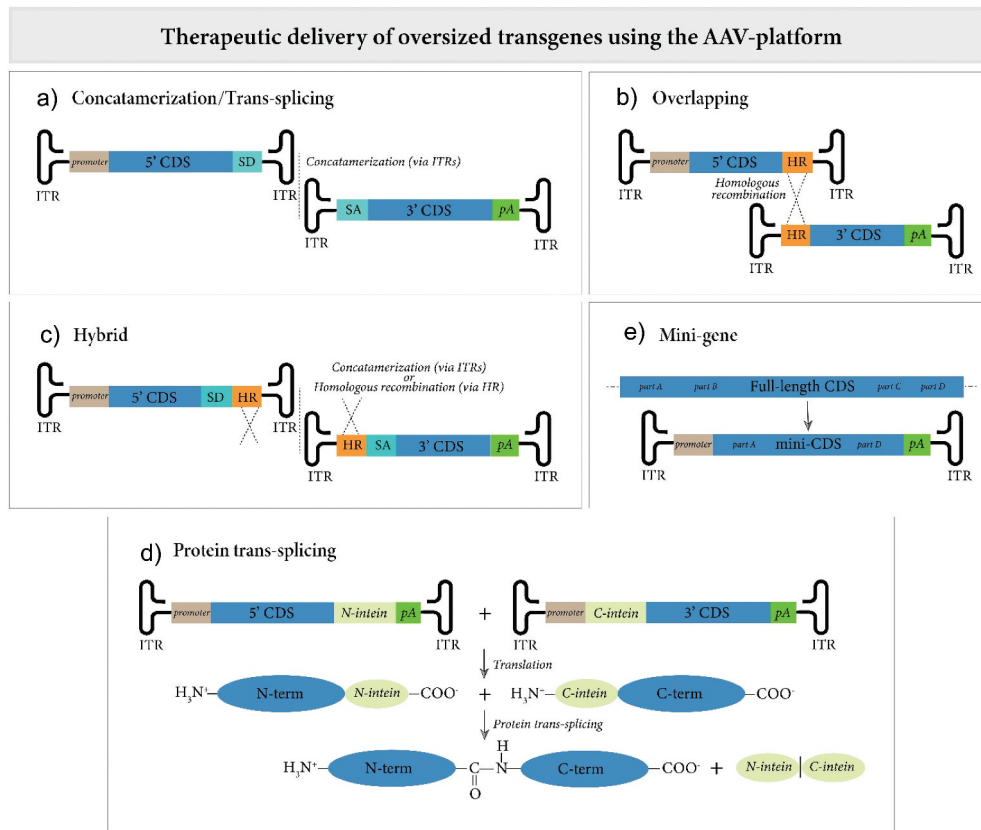 Therapeutic delivery of oversized transgenes using the AAV-platform
a) Concatamerization/Trans-splicing
promoter 5' CDS SD
ITR ITR
Concatamerization (via ITRs)
SA 3' CDS pA
ITR ITR
b) Overlapping
promoter 5' CDS HR
ITR ITR
Homologous
recombination
HR 3' CDS pA
ITR ITR
c) Hybrid
promoter 5' CDS SD HR
ITR ITR
Concatamerization (via ITRs)
or
Homologous recombination (via HR)
HR SA 3' CDS pA
ITR ITR
e) Mini-gene
part A part B Full-length CDS part C part D
promoter part A mini-CDS part D pA
ITR ITR
d) Protein trans-splicing
promoter 5' CDS N-intein pA + promoter C-intein 3' CDS pA
ITR ITR ITR ITR
Translation
H₃N⁺ N-term N-intein COO⁻ + H₃N⁺ C-intein C-term COO⁻
Protein trans-splicing
H
H₃N⁺ N-term C N C-term COO⁻ + N-intein C-intein
O